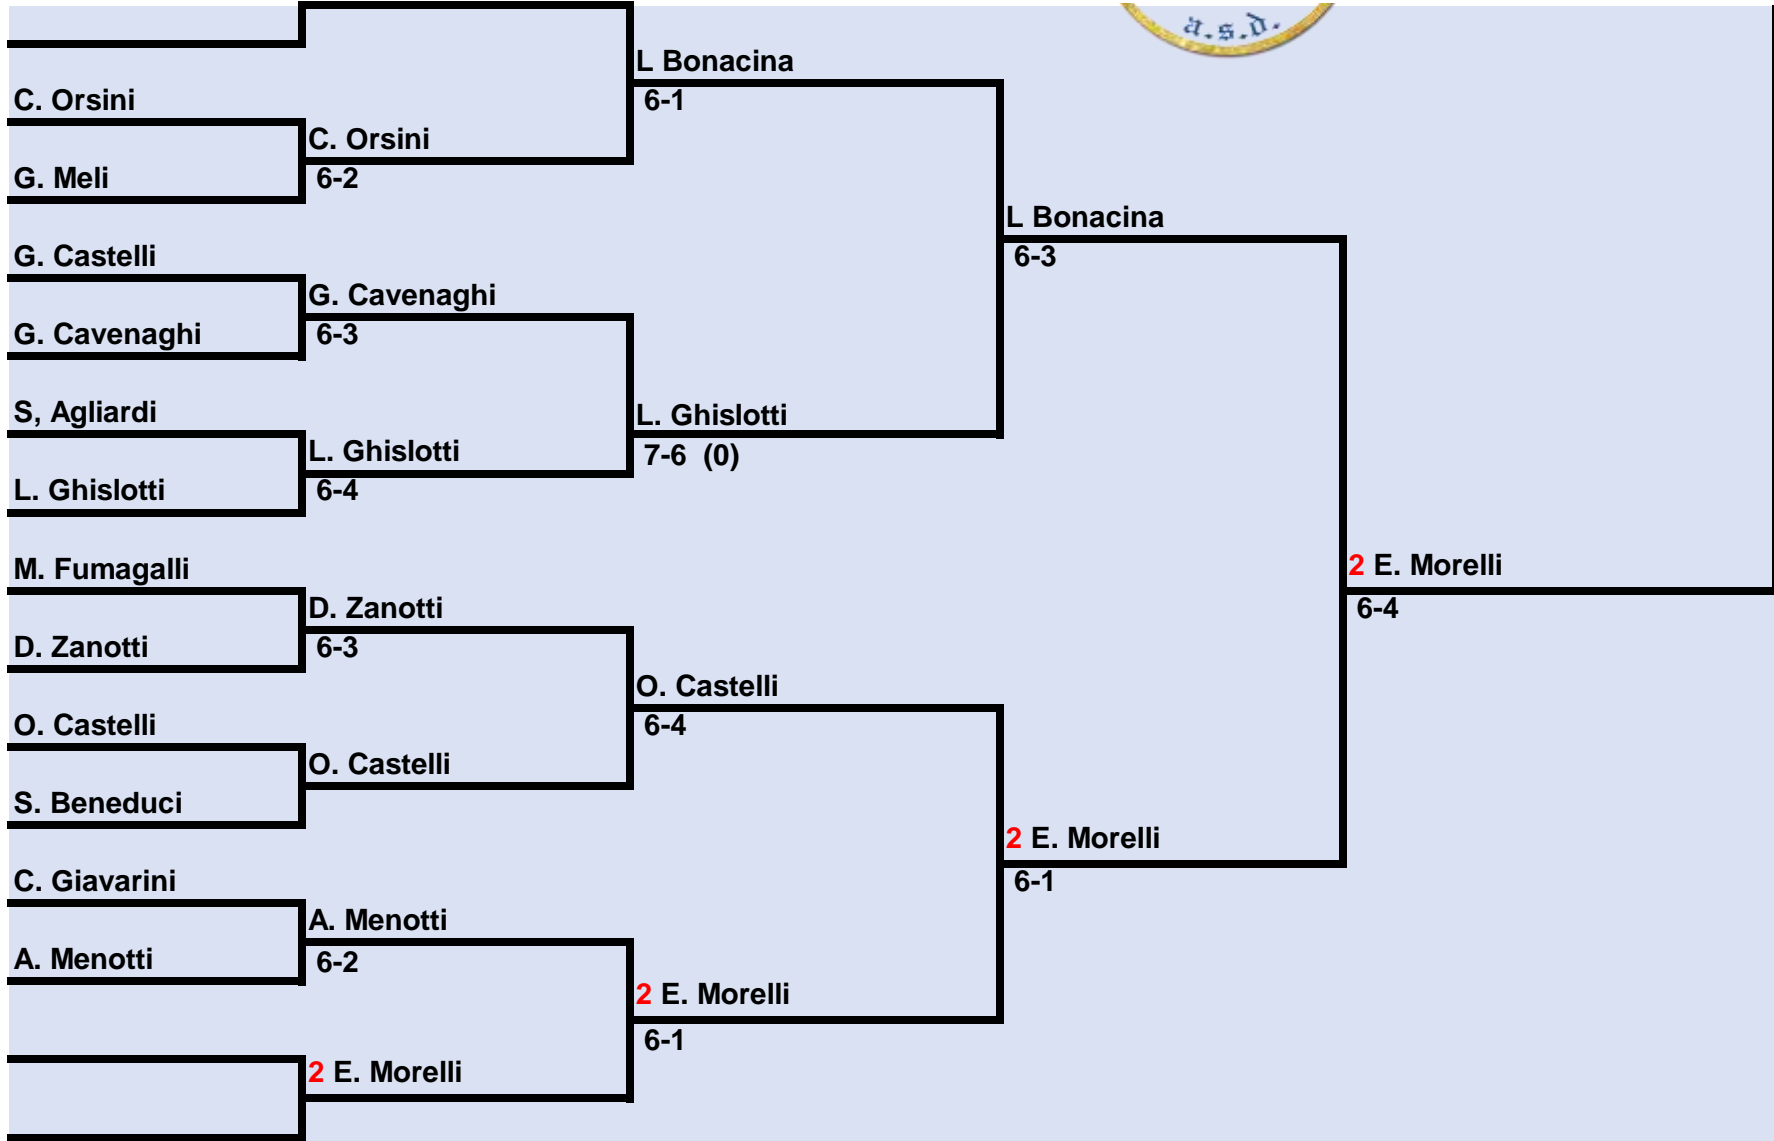 a.s.d.
L Bonacina
6-1
C. Orsini
C. Orsini
6-2
G. Meli
L Bonacina
6-3
G. Castelli
G. Cavenaghi
6-3
G. Cavenaghi
S, Agliardi
L. Ghislotti
7-6 (0)
L. Ghislotti
6-4
L. Ghislotti
2 E. Morelli
6-4
M. Fumagalli
D. Zanotti
6-3
D. Zanotti
O. Castelli
6-4
O. Castelli
O. Castelli
S. Beneduci
2 E. Morelli
6-1
C. Giavarini
A. Menotti
6-2
A. Menotti
2 E. Morelli
6-1
2 E. Morelli